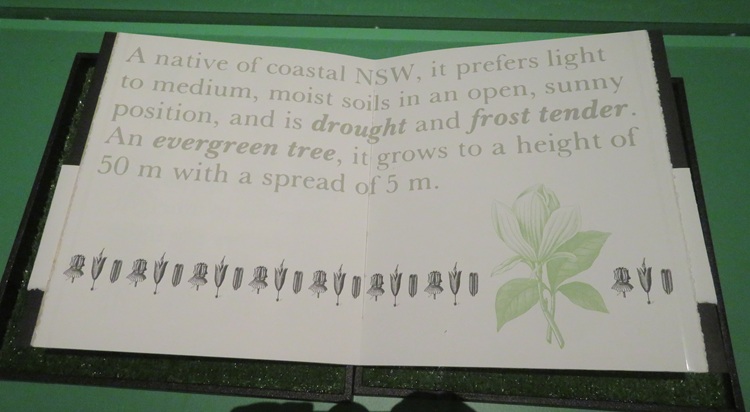 A native of coastal NSW, it prefers light
to medium, moist soils in an open, sunny
position, and is drought and frost tender.
An evergreen tree, it grows to a height of
50 m with a spread of 5 m.